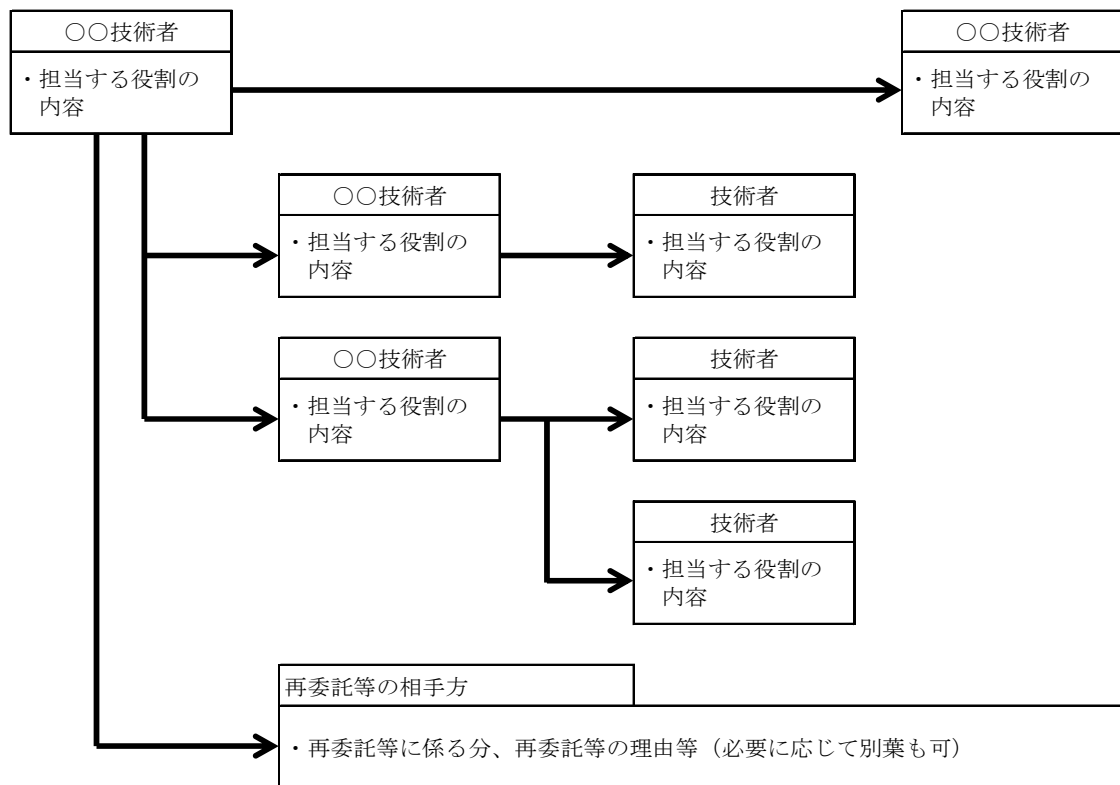 ○○技術者
・担当する役割の
内容
○○技術者
・担当する役割の
内容
○○技術者
・担当する役割の
内容
技術者
・担当する役割の
内容
○○技術者
・担当する役割の
内容
技術者
・担当する役割の
内容
技術者
・担当する役割の
内容
再委託等の相手方
・再委託等に係る分、再委託等の理由等（必要に応じて別葉も可）